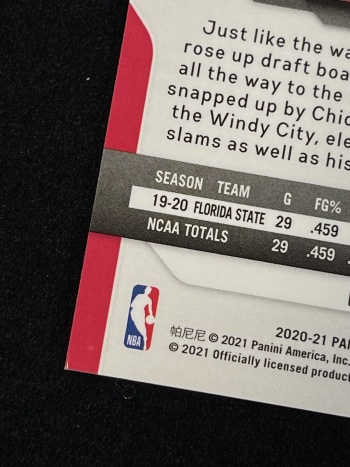 Just like the wa
rose up draft boa
all the way to the
snapped up by Chic
the Windy City, ele
slams as well as his
SEASON TEAM G FG%
19-20 FLORIDA STATE 29 .459
NCAA TOTALS 29 .459
NBA
2020-21 PAN
帕尼尼 © 2021 Panini America, Inc.
© 2021 Officially licensed product